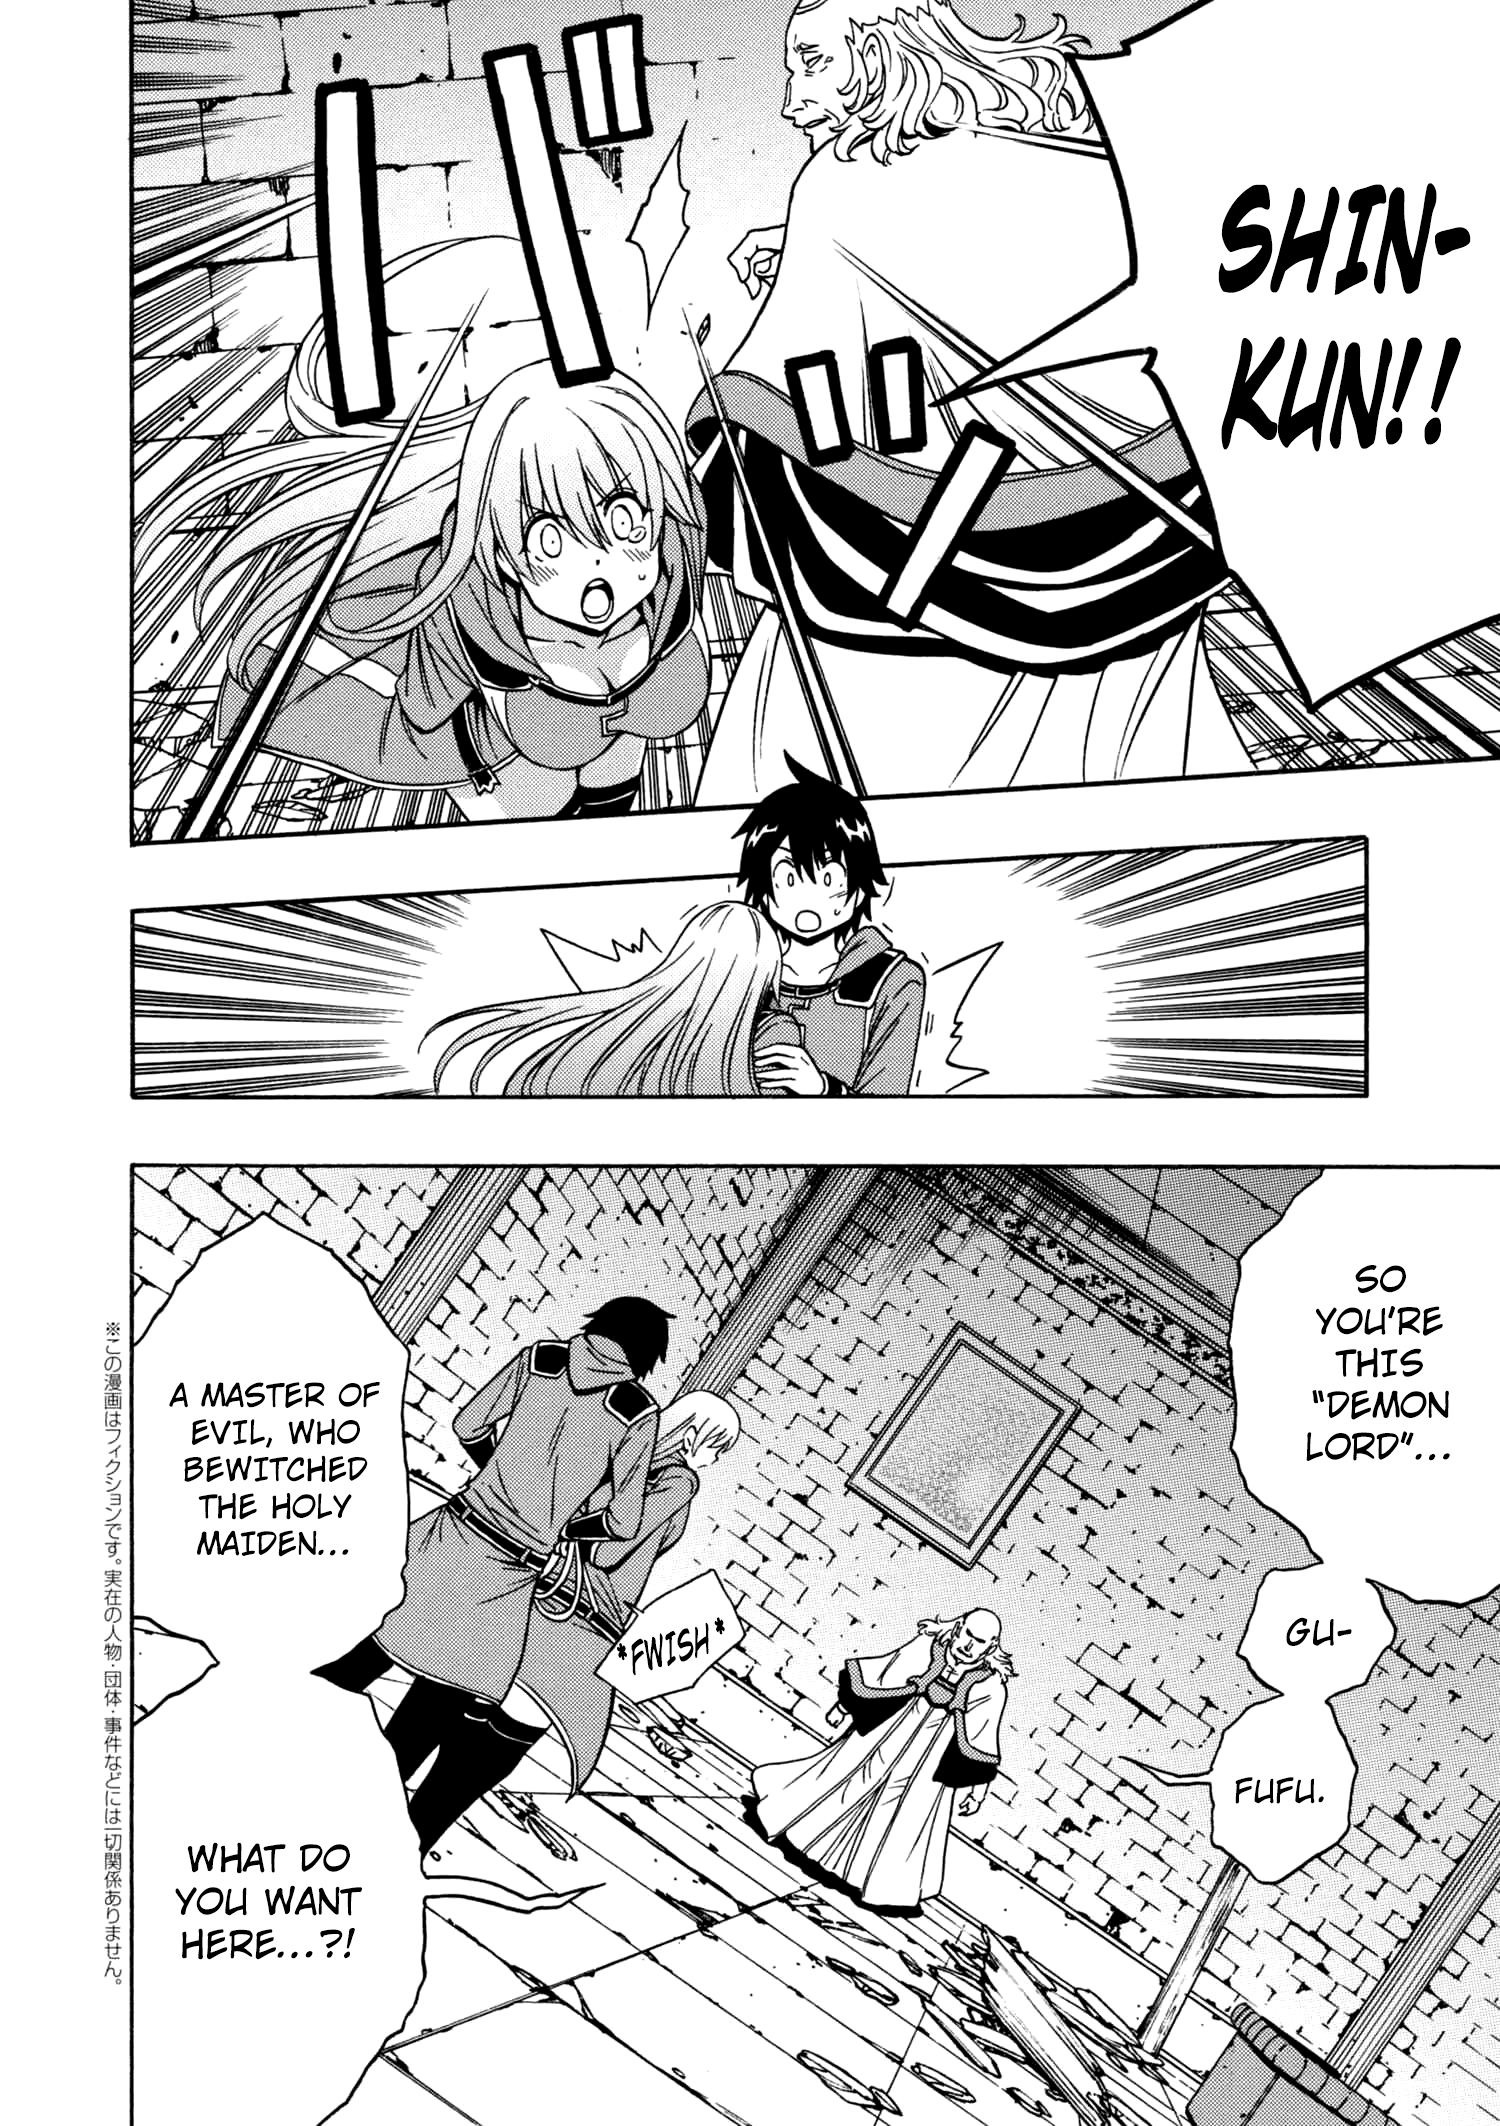 SHIN-
KUN!!
SO
YOU'RE
THIS
"DEMON
LORD"...
GU-
FUFU.
A MASTER OF
EVIL, WHO
BEWITCHED
THE HOLY
MAIDEN...
*FWISH*
WHAT DO
YOU WANT
HERE...?!
※この漫画はフィクションです。実在の人物・団体・事件などには一切関係ありません。